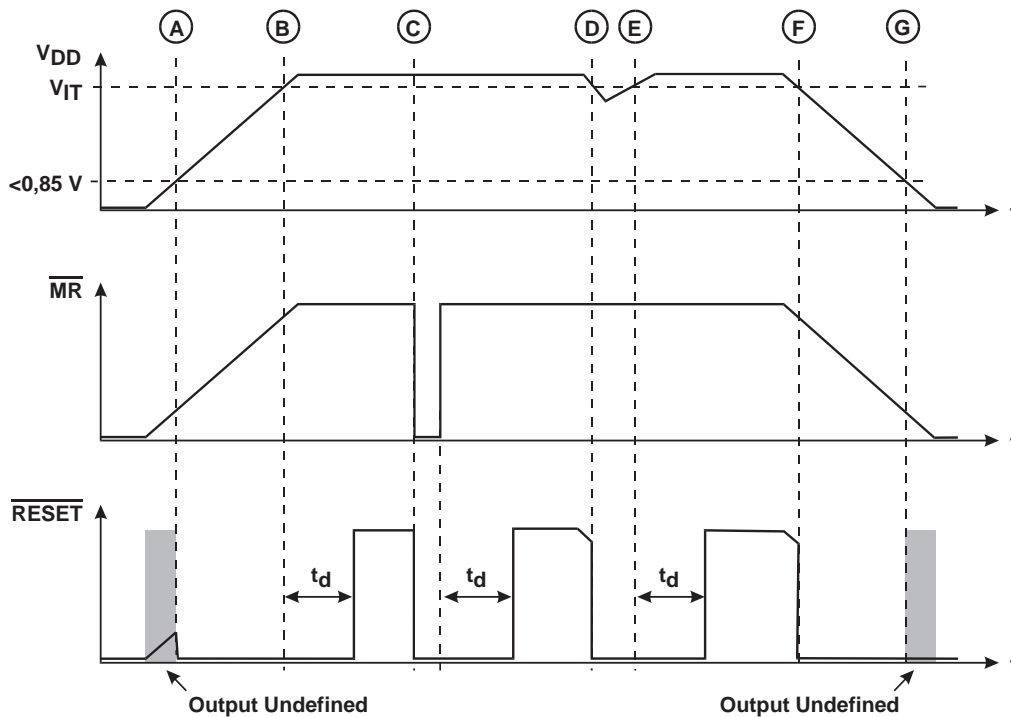 A B C D E F G
VDD
VIT
<0,85 V
MR
RESET
td td td
Output Undefined Output Undefined